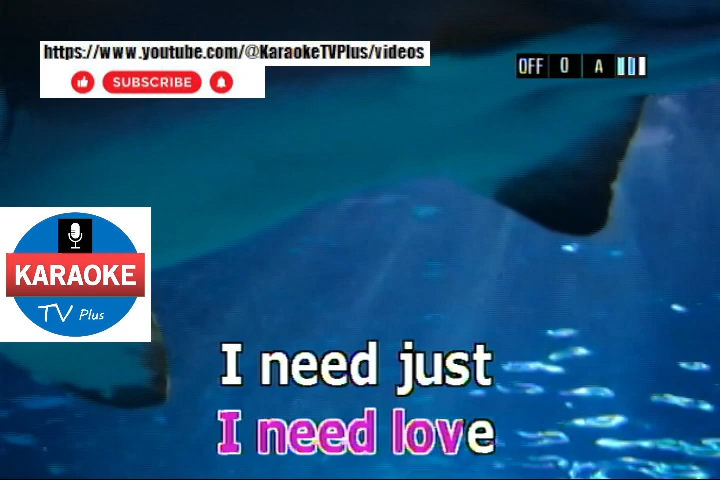 https://www.youtube.com/@KaraokeTVPlus/videos
SUBSCRIBE
OFF 0 A
KARAOKE
TV Plus
I need just
I need love